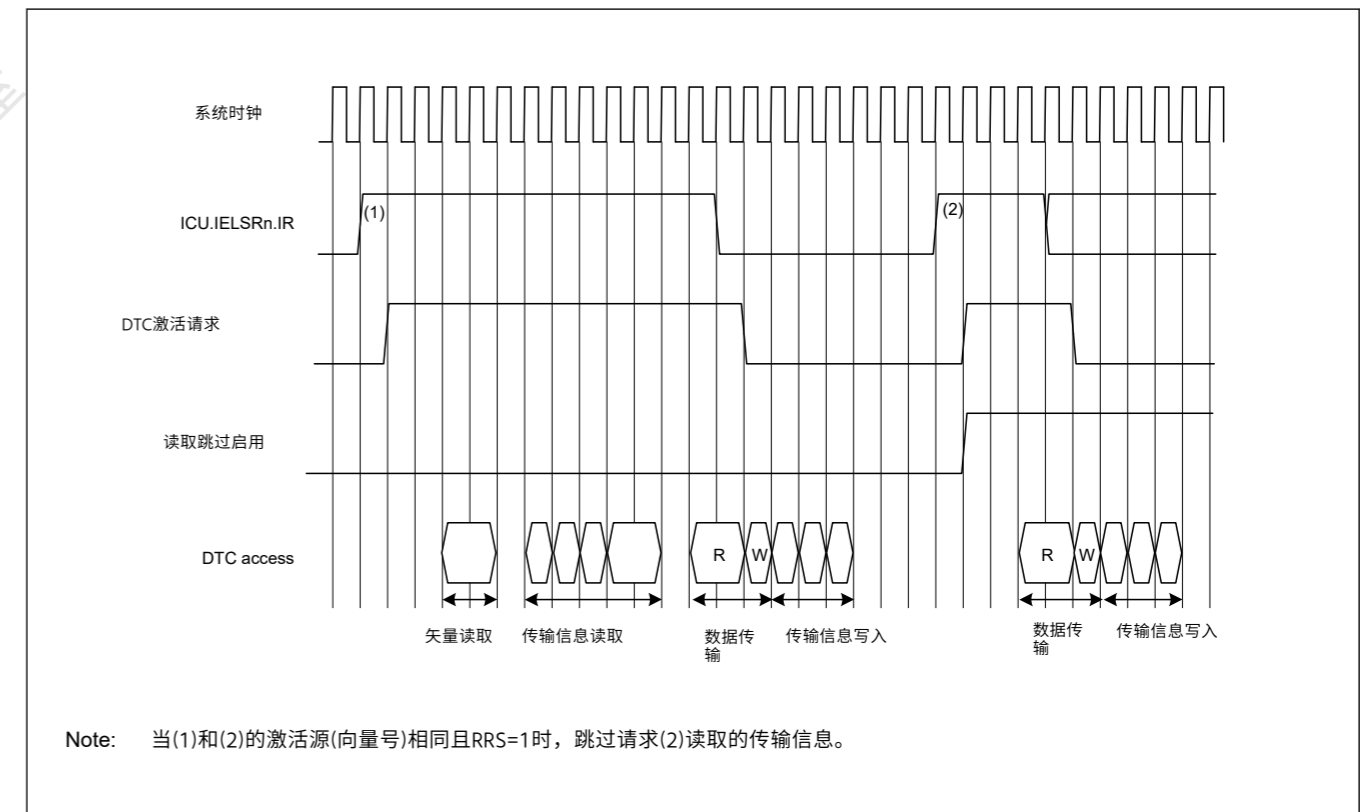 系统时钟
ICU.IELSRn.IR
(1)
(2)
DTC激活请求
读取跳过启用
DTC access
R
W
R
W
矢量读取
传输信息读取
数据传
输
传输信息写入
数据传
输
传输信息写入
Note: 当(1)和(2)的激活源(向量号)相同且RRS=1时，跳过请求(2)读取的传输信息。